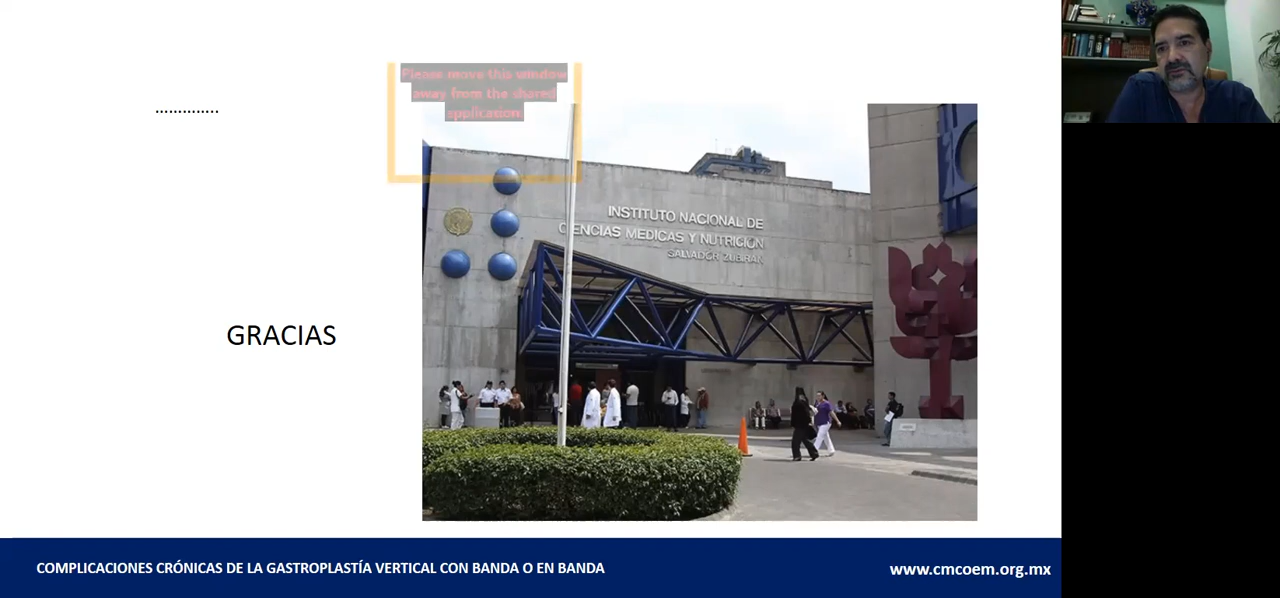 Please move this window
away from the shared
application.
..............
INSTITUTO NACIONAL DE
CIENCIAS MEDICAS Y NUTRICION
SALVADOR ZUBIRAN
GRACIAS
COMPLICACIONES CRÓNICAS DE LA GASTROPLASTÍA VERTICAL CON BANDA O EN BANDA
www.cmcoem.org.mx